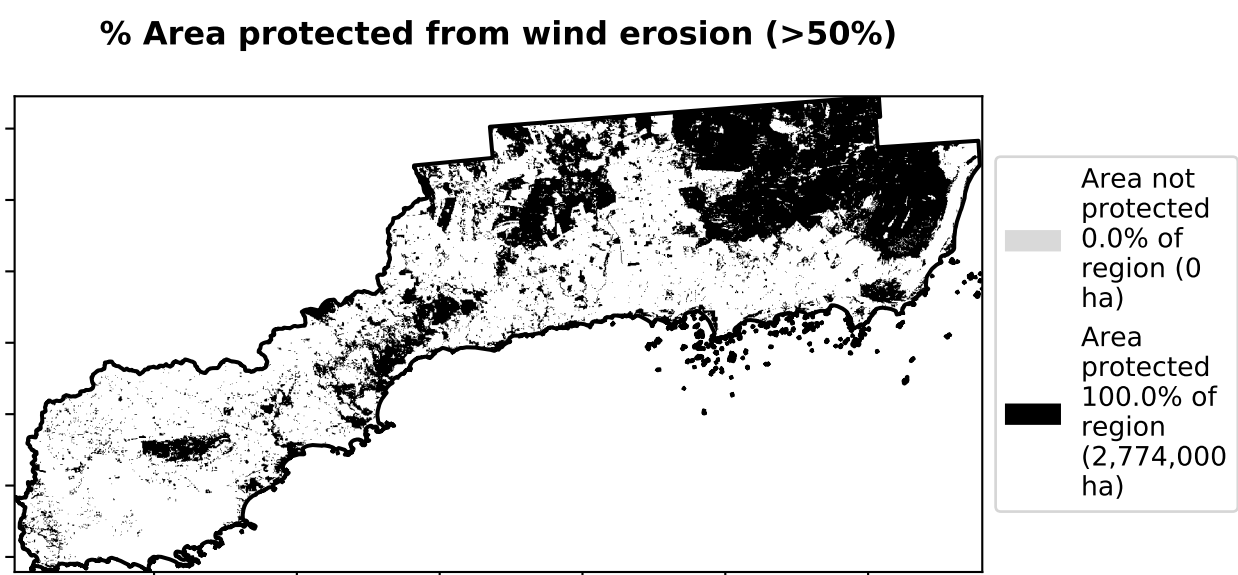 % Area protected from wind erosion (>50%)
Area not
protected
0.0% of
region (0
ha)
Area
protected
100.0% of
region
(2,774,000
ha)